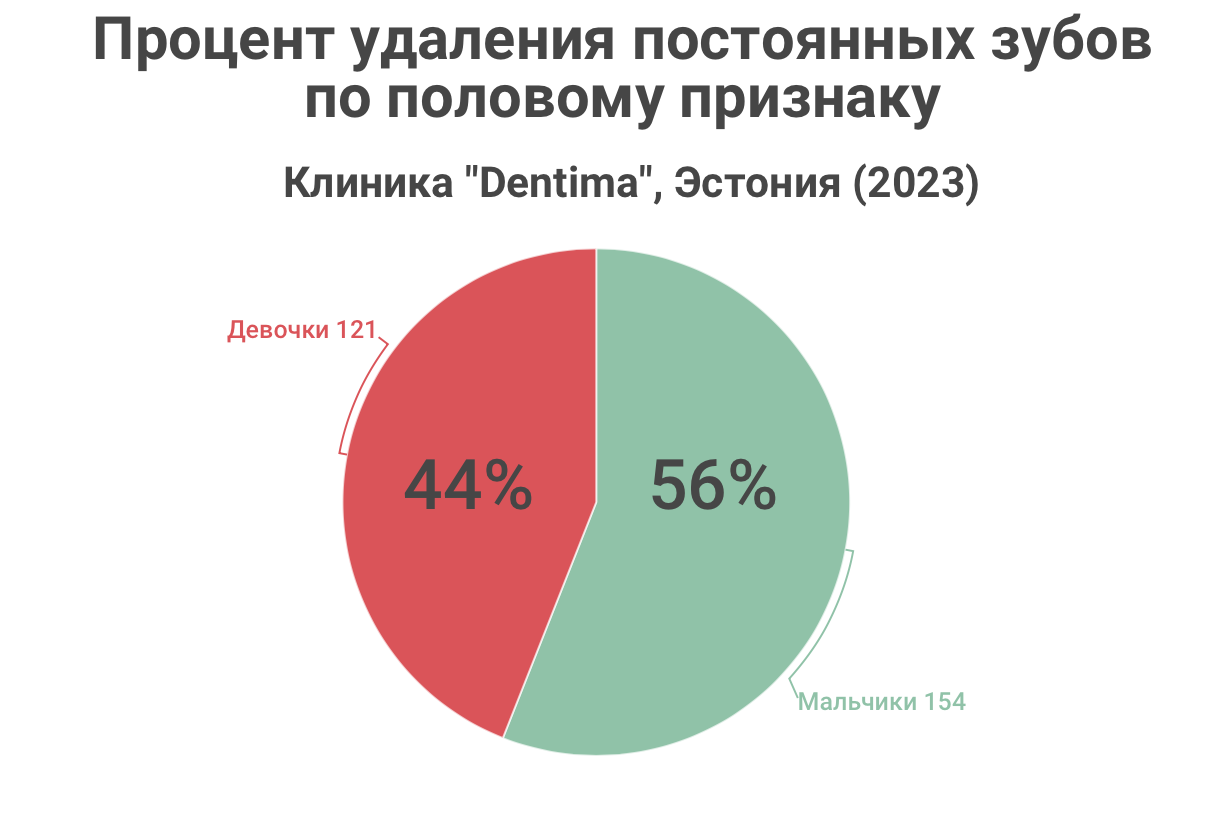 Процент удаления постоянных зубов
по половому признаку
Клиника "Dentima", Эстония (2023)
Девочки 121
44%
56%
Мальчики 154